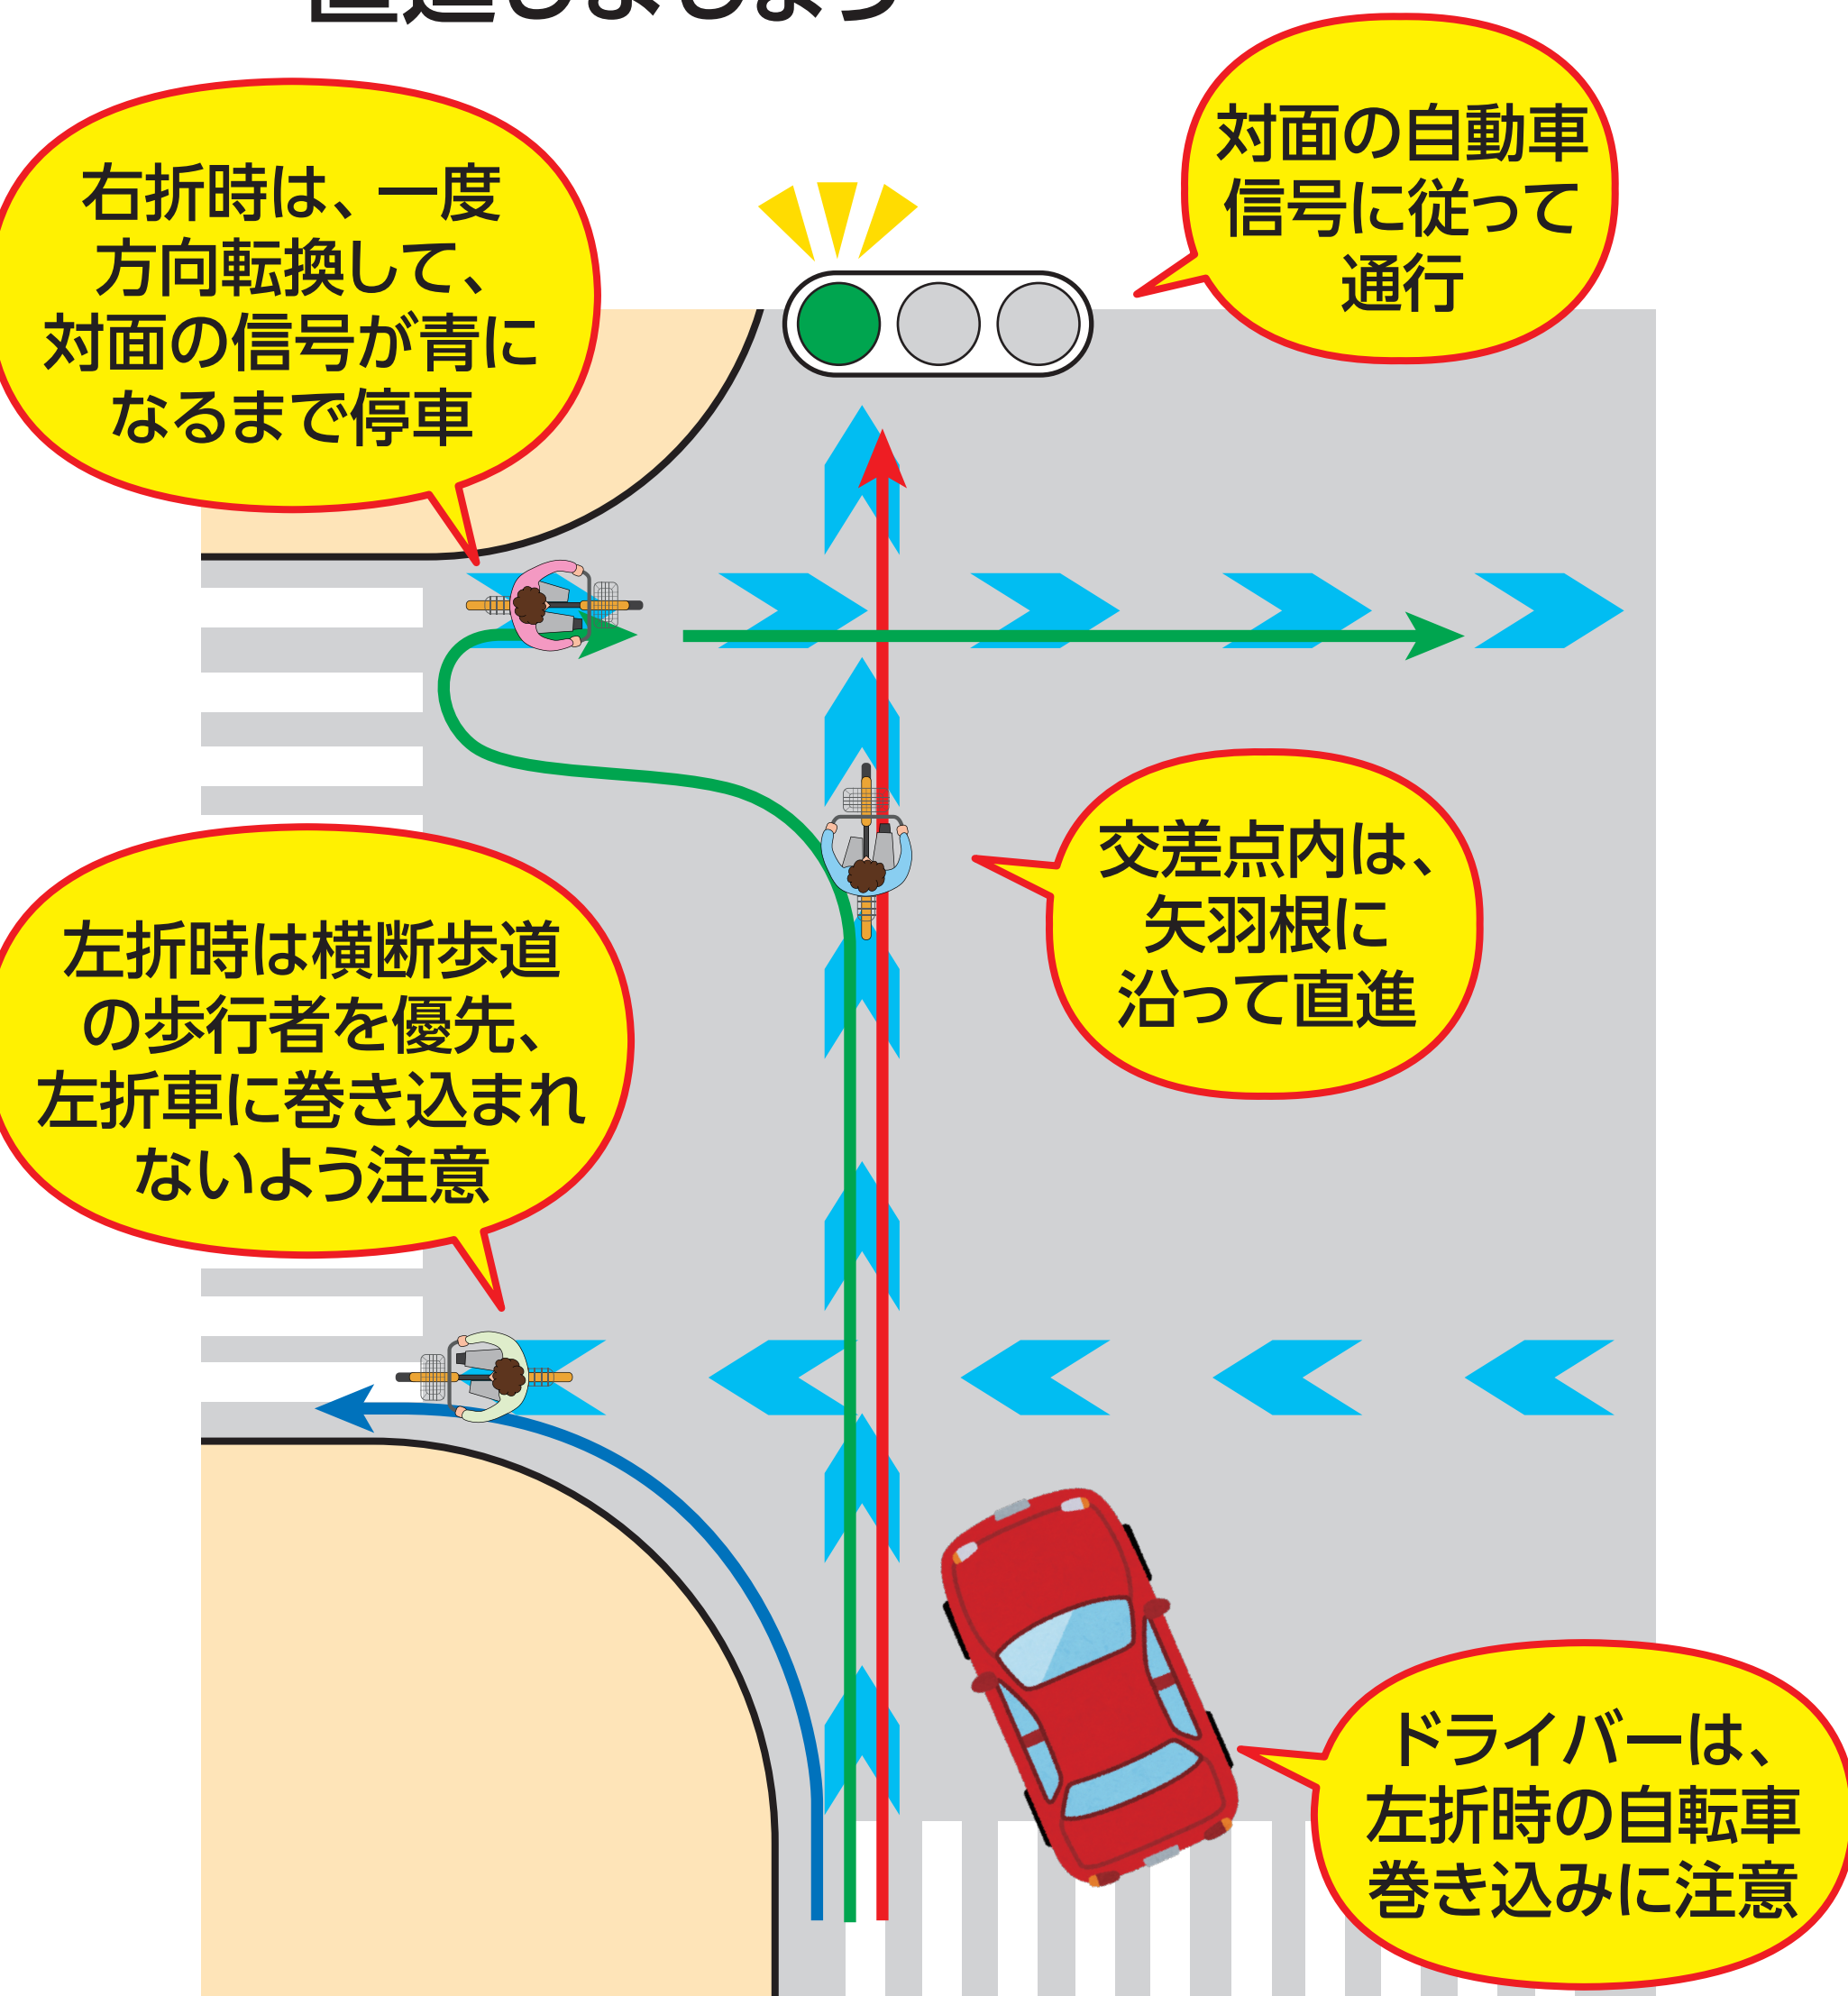 右折時は、一度
方向転換して、
対面の信号が青に
なるまで停車
対面の自動車
信号に従って
通行
交差点内は、
矢羽根に
沿って直進
左折時は横断歩道
の歩行者を優先、
左折車に巻き込まれ
ないよう注意
ドライバーは、
左折時の自転車
巻き込みに注意